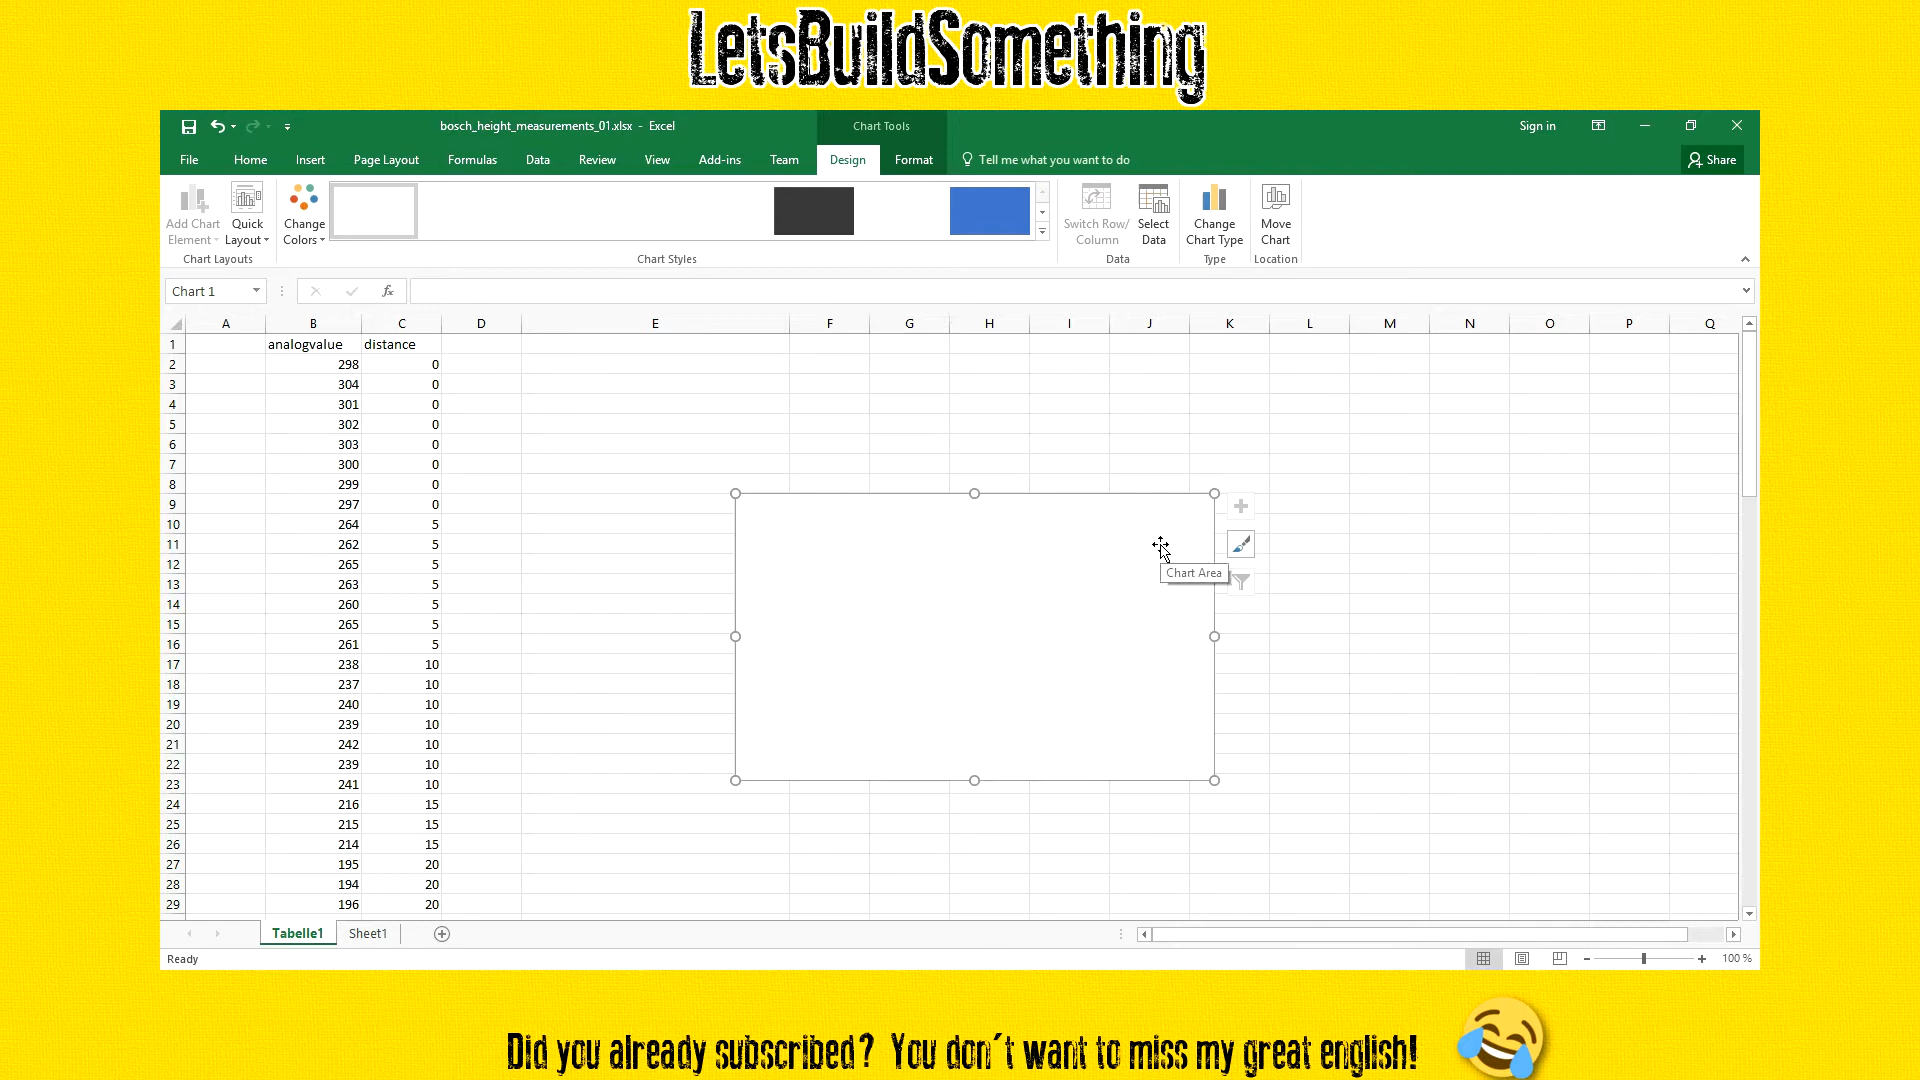 LetsBuildSomething
bosch_height_measurements_01.xlsx - Excel
Chart Tools
Sign in
File Home Insert Page Layout Formulas Data Review View Add-ins Team Design Format Tell me what you want to do Share
Add Chart Element
Quick Layout
Change Colors
Switch Row/ Column
Select Data
Change Chart Type
Move Chart
Chart Layouts Chart Styles Data Type Location
Chart 1 fx
A B C D E F G H I J K L M N O P Q
1 analogvalue distance
2 298 0
3 304 0
4 301 0
5 302 0
6 303 0
7 300 0
8 299 0
9 297 0
10 264 5
11 262 5
12 265 5
13 263 5
14 260 5
15 265 5
16 261 5
17 238 10
18 237 10
19 240 10
20 239 10
21 242 10
22 239 10
23 241 10
24 216 15
25 215 15
26 214 15
27 195 20
28 194 20
29 196 20
Chart Area
Tabelle1 Sheet1
Ready 100 %
Did you already subscribed? You don´t want to miss my great english!